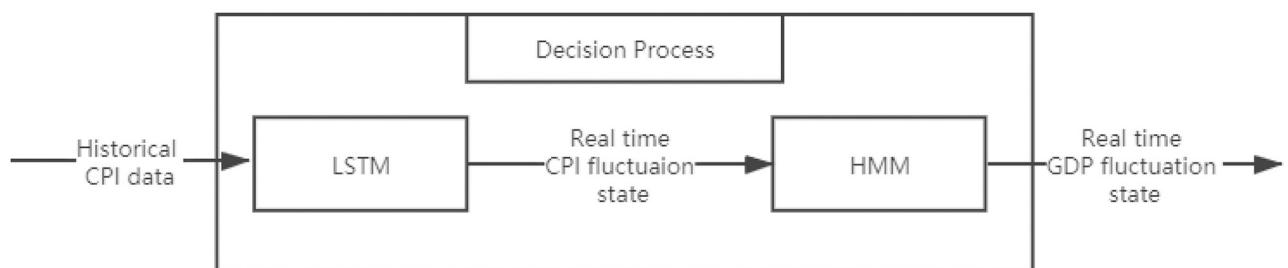 Decision Process
Historical
CPI data
LSTM
Real time
CPI fluctuaion
state
HMM
Real time
GDP fluctuation
state